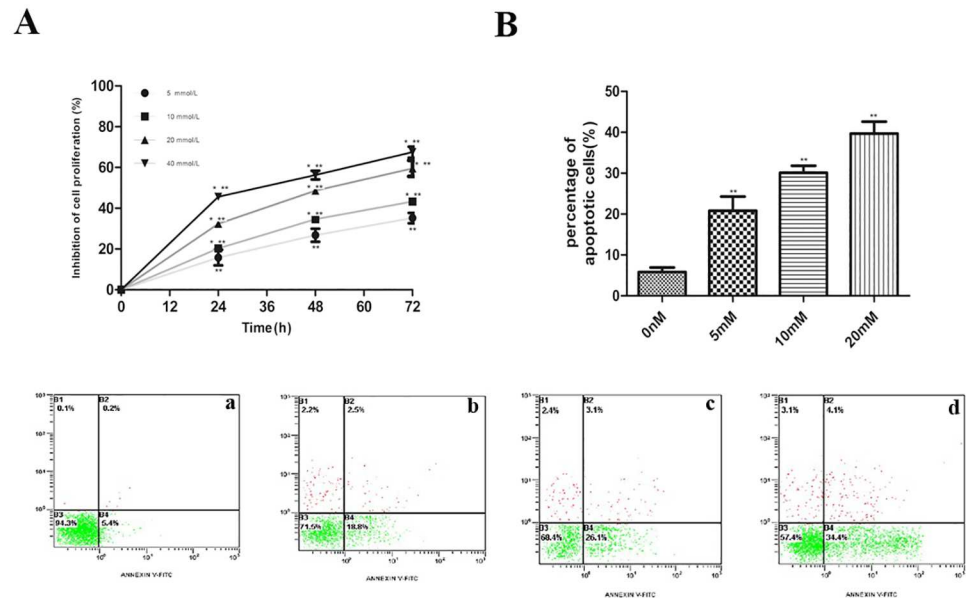 A
B
Inhibition of cell proliferation (%)
100
80
60
40
20
0
5 mmol/L
10 mmol/L
20 mmol/L
40 mmol/L
* **
* **
* **
* **
* **
* **
* **
* **
* **
**
**
**
0 12 24 36 48 60 72
Time (h)
percentage of
apoptotic cells(%)
50
40
30
20
10
0
**
**
**
0nM
5mM
10mM
20mM
a
B1
0.1%
B2
0.2%
B3
94.3%
B4
5.4%
ANNEXIN V-FITC
b
B1
2.2%
B2
2.5%
B3
71.5%
B4
18.8%
ANNEXIN V-FITC
c
B1
2.4%
B2
3.1%
B3
68.4%
B4
26.1%
ANNEXIN V-FITC
d
B1
3.1%
B2
4.1%
B3
57.4%
B4
34.4%
ANNEXIN V-FITC